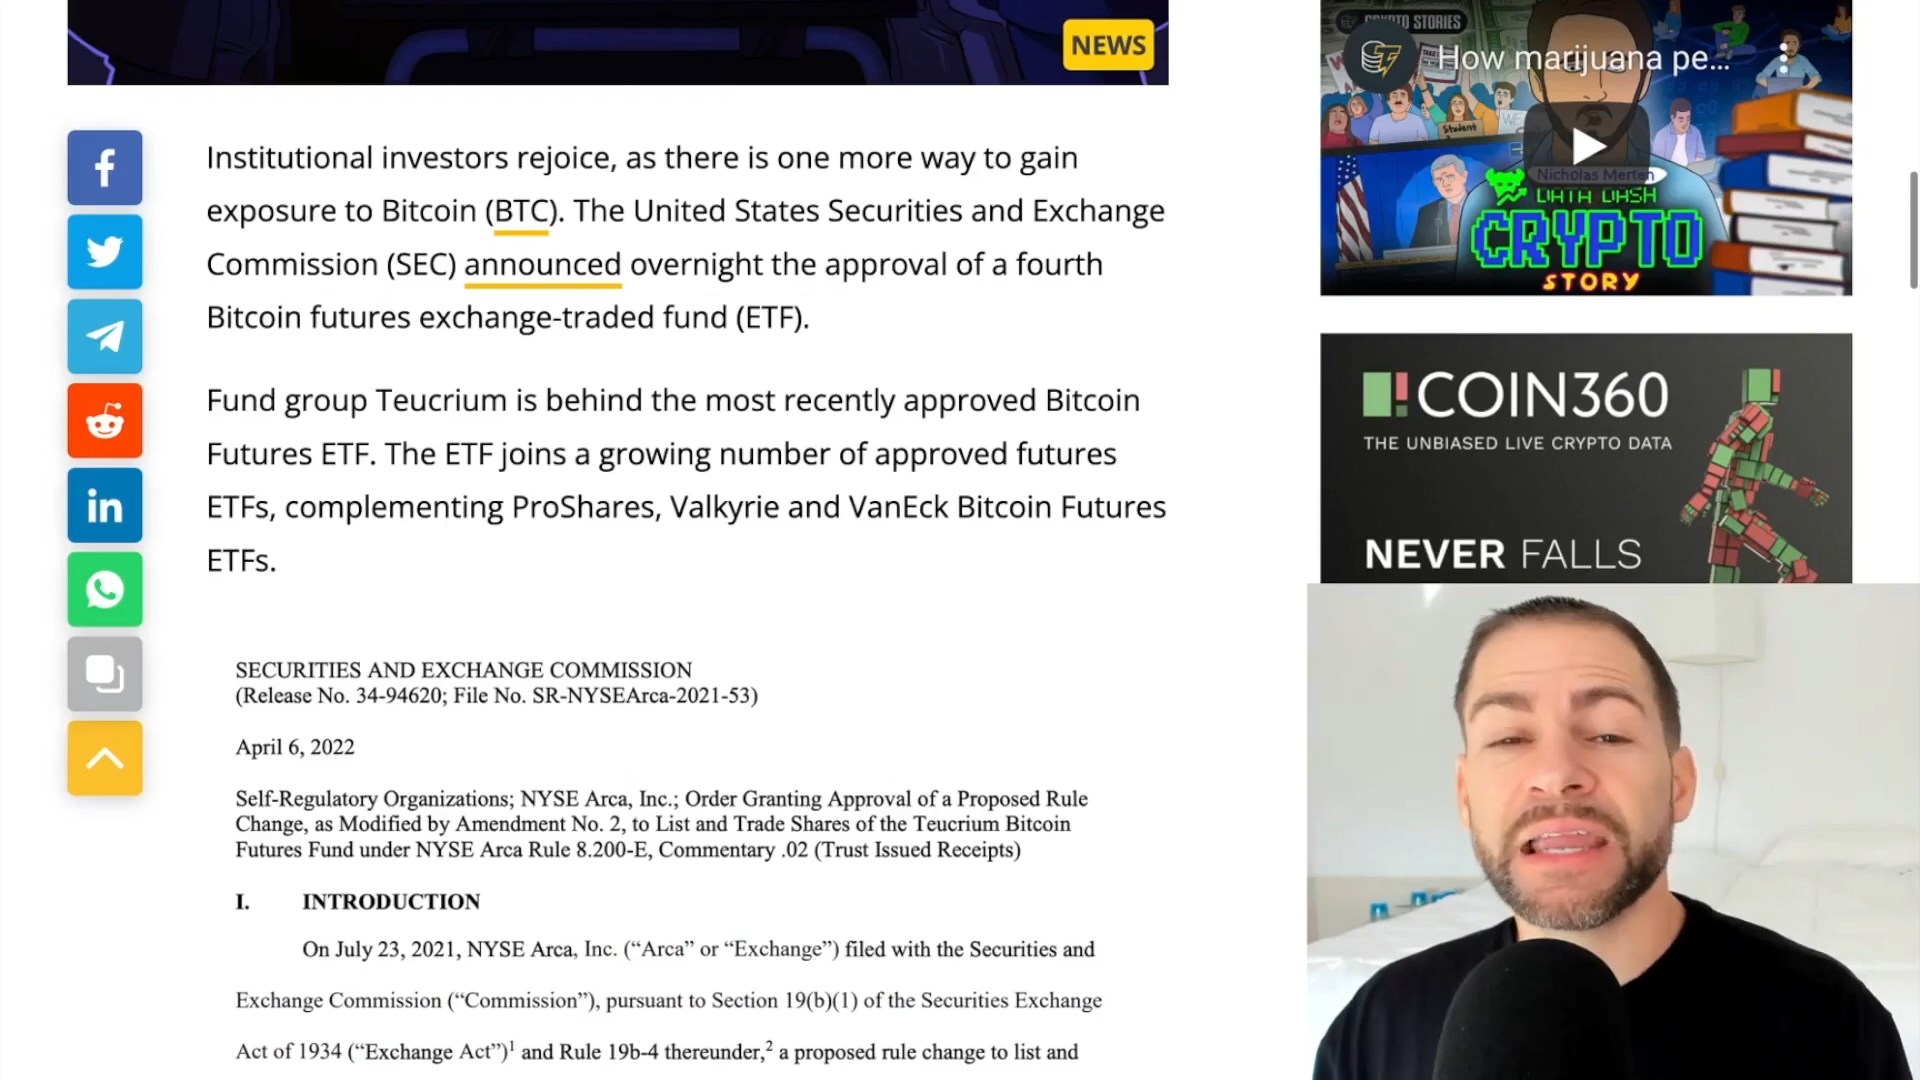 NEWS
Institutional investors rejoice, as there is one more way to gain
exposure to Bitcoin (BTC). The United States Securities and Exchange
Commission (SEC) announced overnight the approval of a fourth
Bitcoin futures exchange-traded fund (ETF).
Fund group Teucrium is behind the most recently approved Bitcoin
Futures ETF. The ETF joins a growing number of approved futures
ETFs, complementing ProShares, Valkyrie and VanEck Bitcoin Futures
ETFs.
SECURITIES AND EXCHANGE COMMISSION
(Release No. 34-94620; File No. SR-NYSEArca-2021-53)
April 6, 2022
Self-Regulatory Organizations; NYSE Arca, Inc.; Order Granting Approval of a Proposed Rule
Change, as Modified by Amendment No. 2, to List and Trade Shares of the Teucrium Bitcoin
Futures Fund under NYSE Arca Rule 8.200-E, Commentary .02 (Trust Issued Receipts)
I. INTRODUCTION
On July 23, 2021, NYSE Arca, Inc. (“Arca” or “Exchange”) filed with the Securities and
Exchange Commission (“Commission”), pursuant to Section 19(b)(1) of the Securities Exchange
Act of 1934 (“Exchange Act”)1 and Rule 19b-4 thereunder,2 a proposed rule change to list and
CRYPTO STORIES
How marijuana pe...
Student
Nicholas Merten
DATA DASH
CRYPTO
STORY
COIN360
THE UNBIASED LIVE CRYPTO DATA
NEVER FALLS